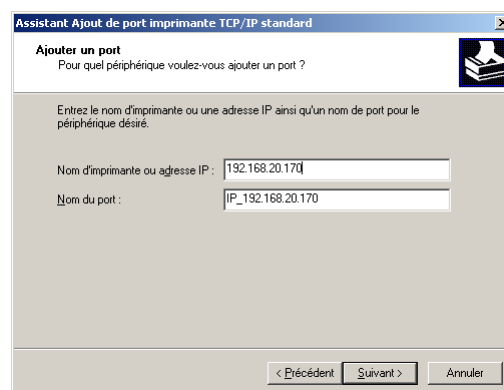 Assistant Ajout de port imprimante TCP/IP standard
Ajouter un port
Pour quel périphérique voulez-vous ajouter un port ?
Entrez le nom d'imprimante ou une adresse IP ainsi qu'un nom de port pour le
périphérique désiré.
Nom d'imprimante ou adresse IP : 192.168.20.170
Nom du port : IP_192.168.20.170
< Précédent Suivant > Annuler